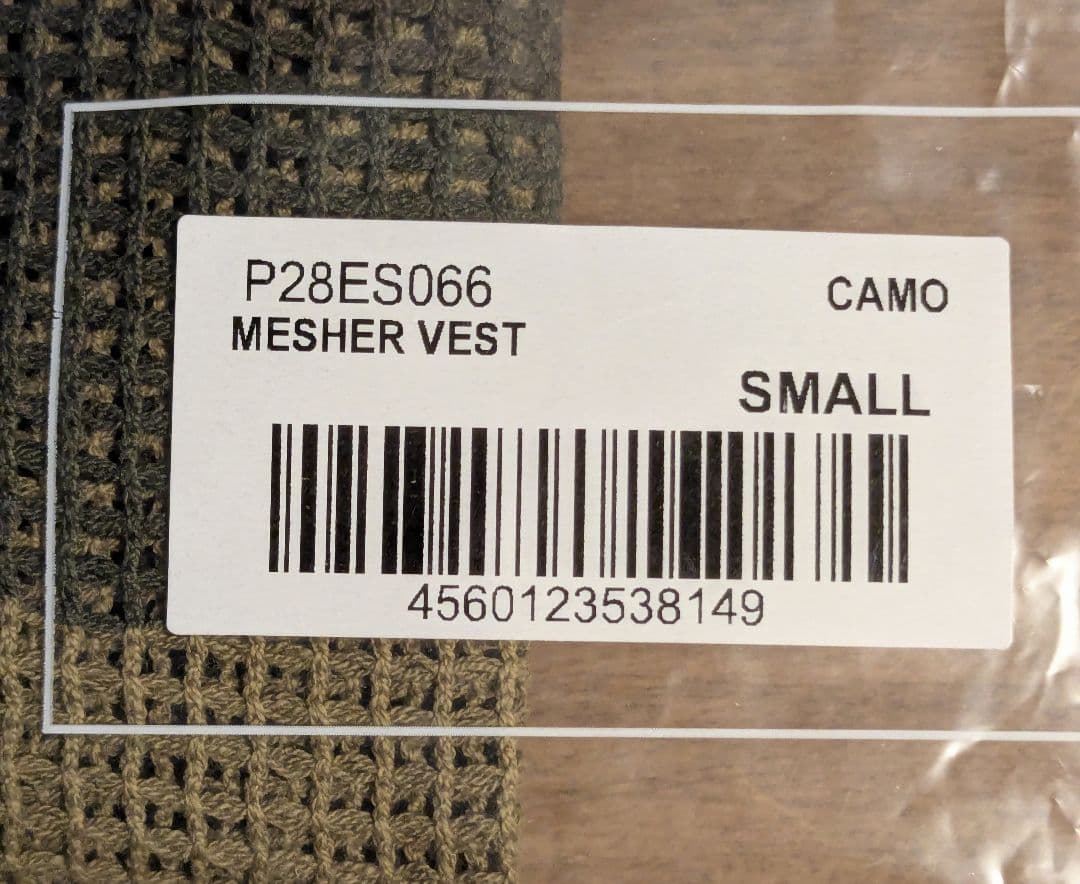 P28ES066
CAMO
MESHER VEST
SMALL
4560123538149